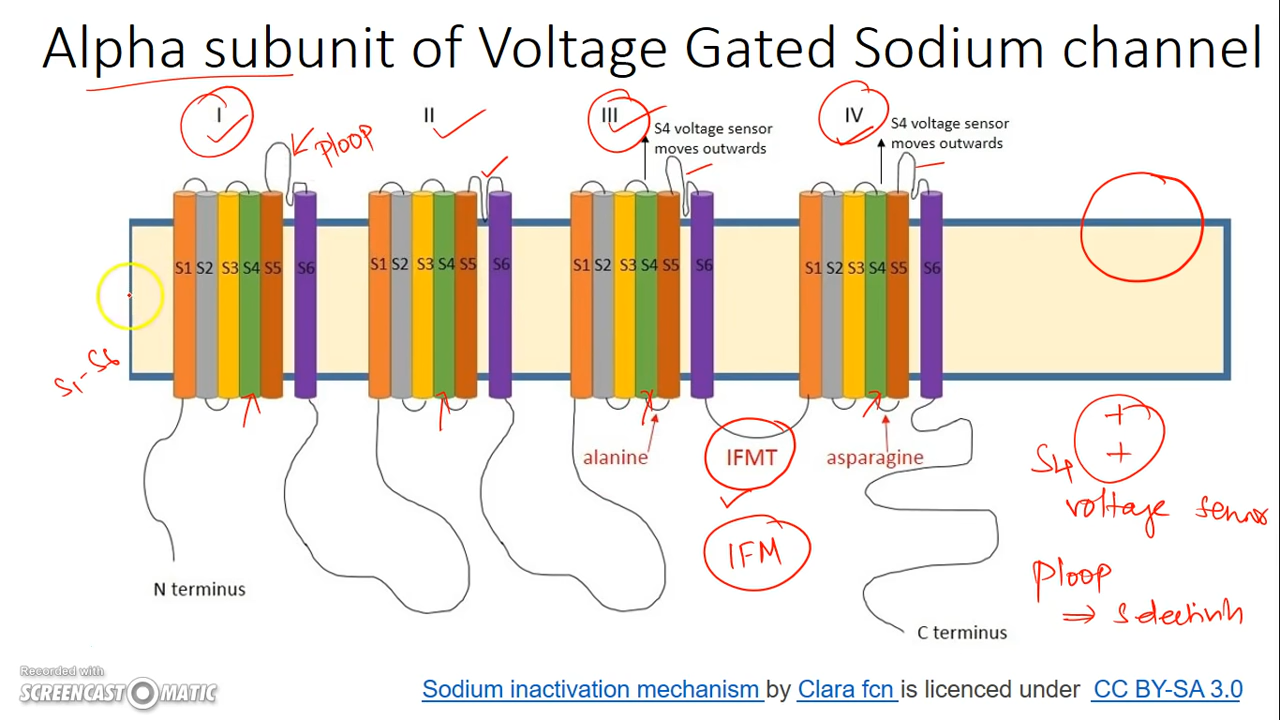 Alpha subunit of Voltage Gated Sodium channel
I
II
III
IV
Ploop
S4 voltage sensor
moves outwards
S4 voltage sensor
moves outwards
S1 S2 S3 S4 S5 S6
S1 S2 S3 S4 S5 S6
S1 S2 S3 S4 S5 S6
S1 S2 S3 S4 S5 S6
S1-S6
alanine
IFMT
asparagine
IFM
+
+
S4
voltage sensor
Ploop
⇒
N terminus
C terminus
Recorded with
SCREENCAST-O-MATIC
Sodium inactivation mechanism by Clara fcn is licenced under CC BY-SA 3.0